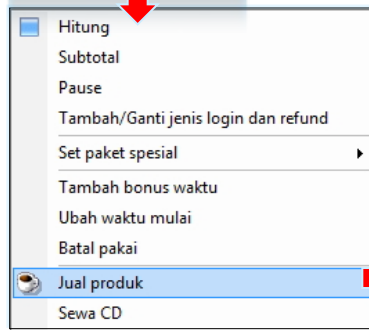 Hitung
Subtotal
Pause
Tambah/Ganti jenis login dan refund
Set paket spesial
Tambah bonus waktu
Ubah waktu mulai
Batal pakai
Jual produk
Sewa CD